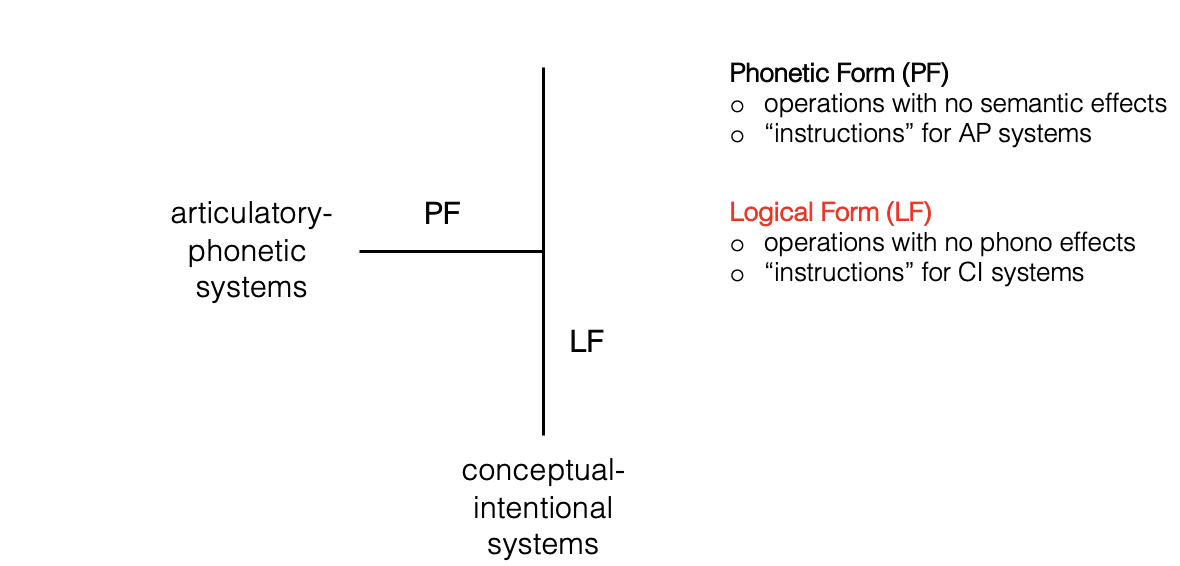 articulatory-
phonetic
systems
PF
LF
conceptual-
intentional
systems
Phonetic Form (PF)
o operations with no semantic effects
o “instructions” for AP systems
Logical Form (LF)
o operations with no phono effects
o “instructions” for CI systems